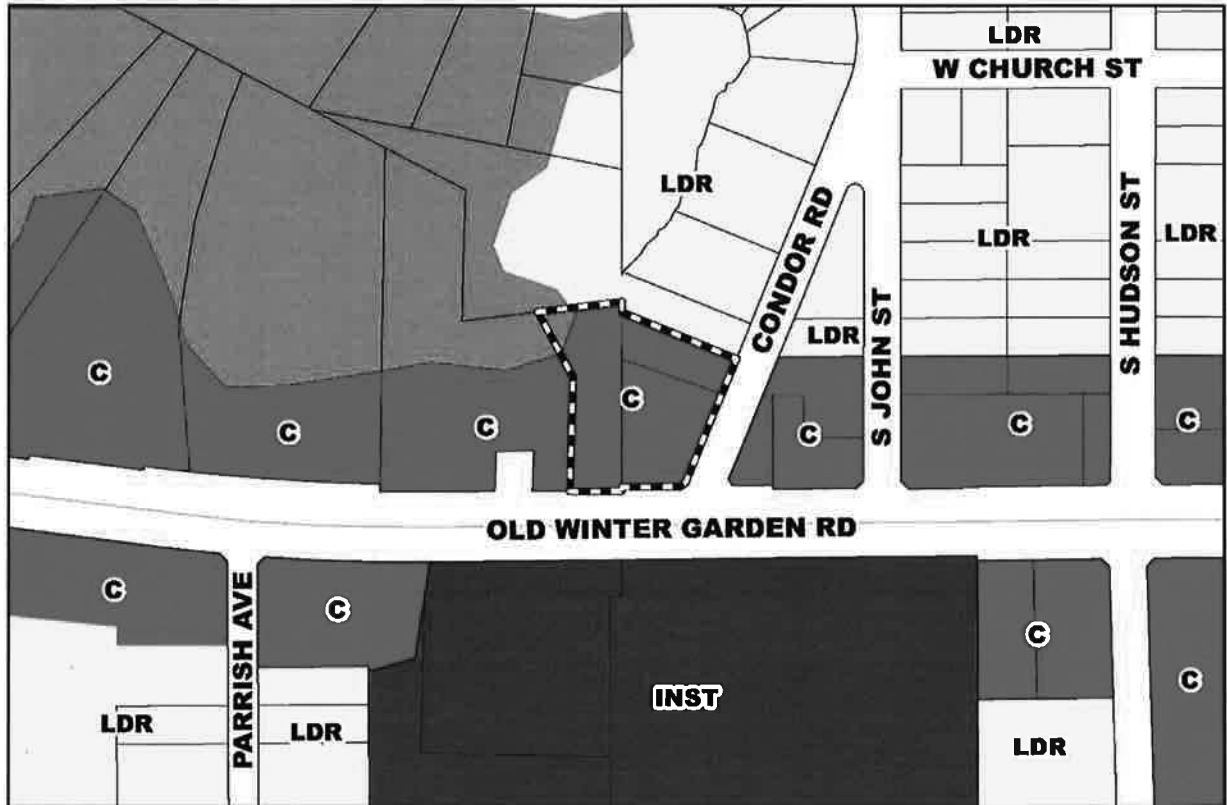 LDR
W CHURCH ST
LDR
CONDOR RD
LDR
S HUDSON ST
LDR
S JOHN ST
LDR
C
C
C
C
C
C
C
OLD WINTER GARDEN RD
C
PARRISH AVE
C
INST
C
C
LDR
LDR
LDR